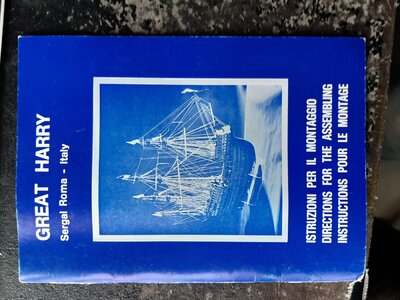 GREAT HARRY
Sergal Roma - Italy
ISTRUZIONI PER IL MONTAGGIO
DIRECTIONS FOR THE ASSEMBLING
INSTRUCTIONS POUR LE MONTAGE